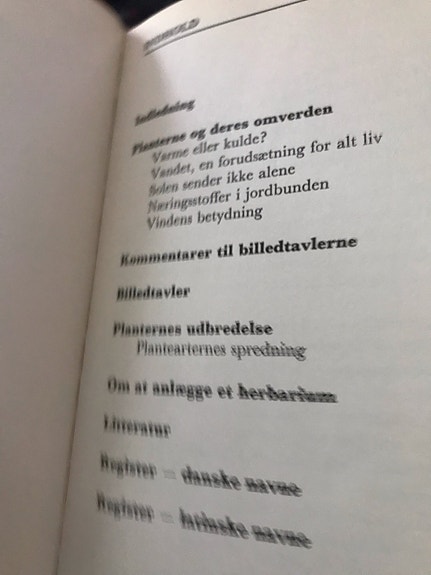 INDHOLD
Indledning
Planterne og deres omverden
Varme eller kulde?
Vandet, en forudsætning for alt liv
Solen sender ikke alene
Næringsstoffer i jordbunden
Vindens betydning
Kommentarer til billedtavlerne
Billedtavler
Planternes udbredelse
Plantearternes spredning
Om at anlægge et herbarium
Litteratur
Register – danske navne
Register – latinske navne